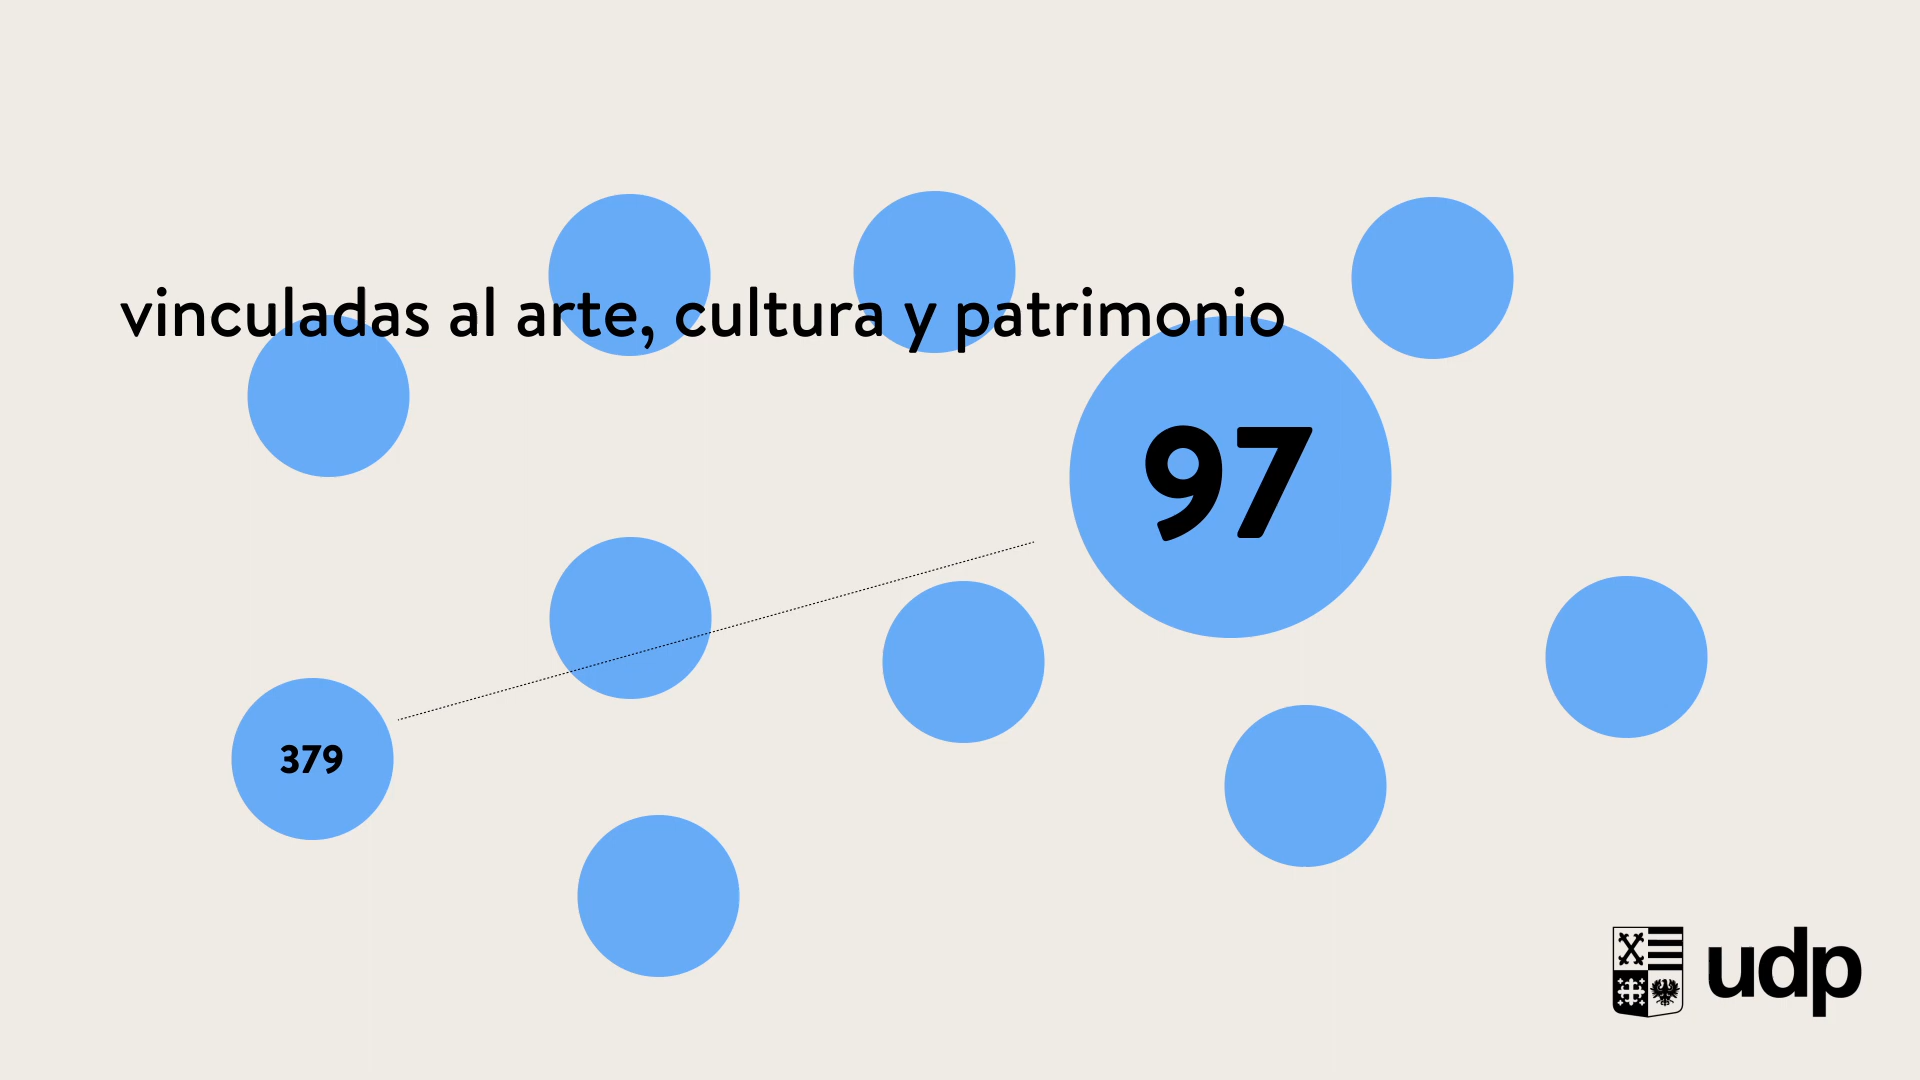 vinculadas al arte, cultura y patrimonio
97
379
udp